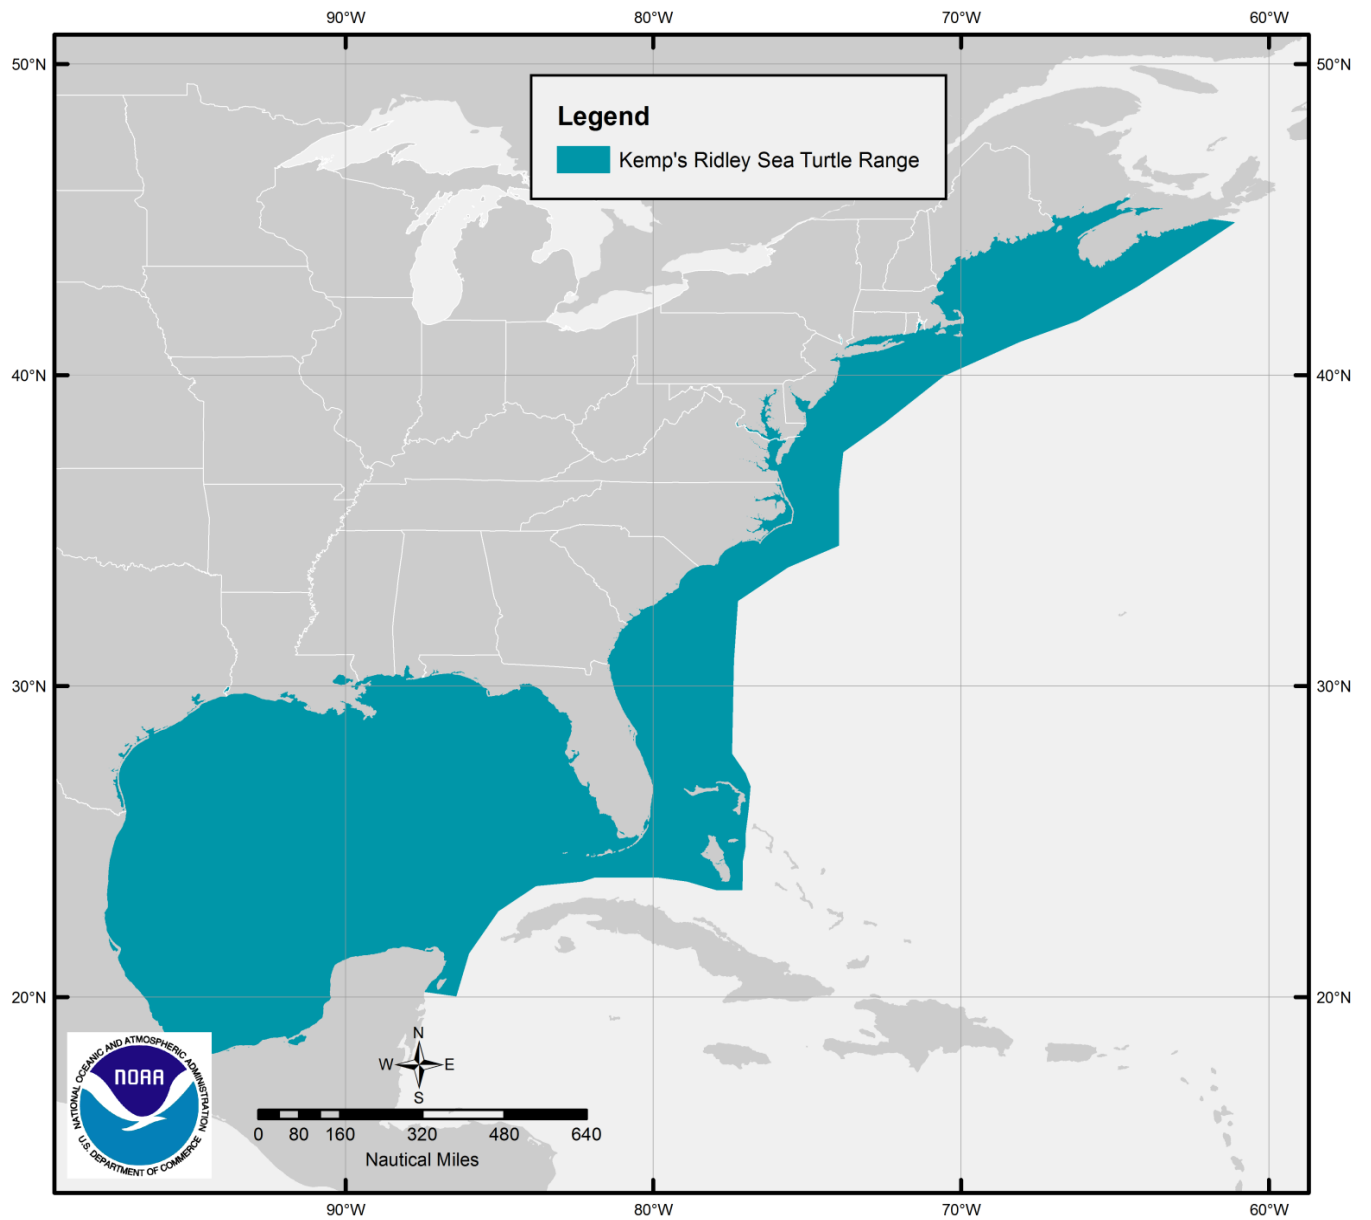 90°W 80°W 70°W 60°W
50°N 50°N
Legend
Kemp's Ridley Sea Turtle Range
40°N 40°N
30°N 30°N
20°N 20°N
NATIONAL OCEANIC AND ATMOSPHERIC ADMINISTRATION
NOAA
U.S. DEPARTMENT OF COMMERCE
N
W E
S
0 80 160 320 480 640
Nautical Miles
90°W 80°W 70°W 60°W